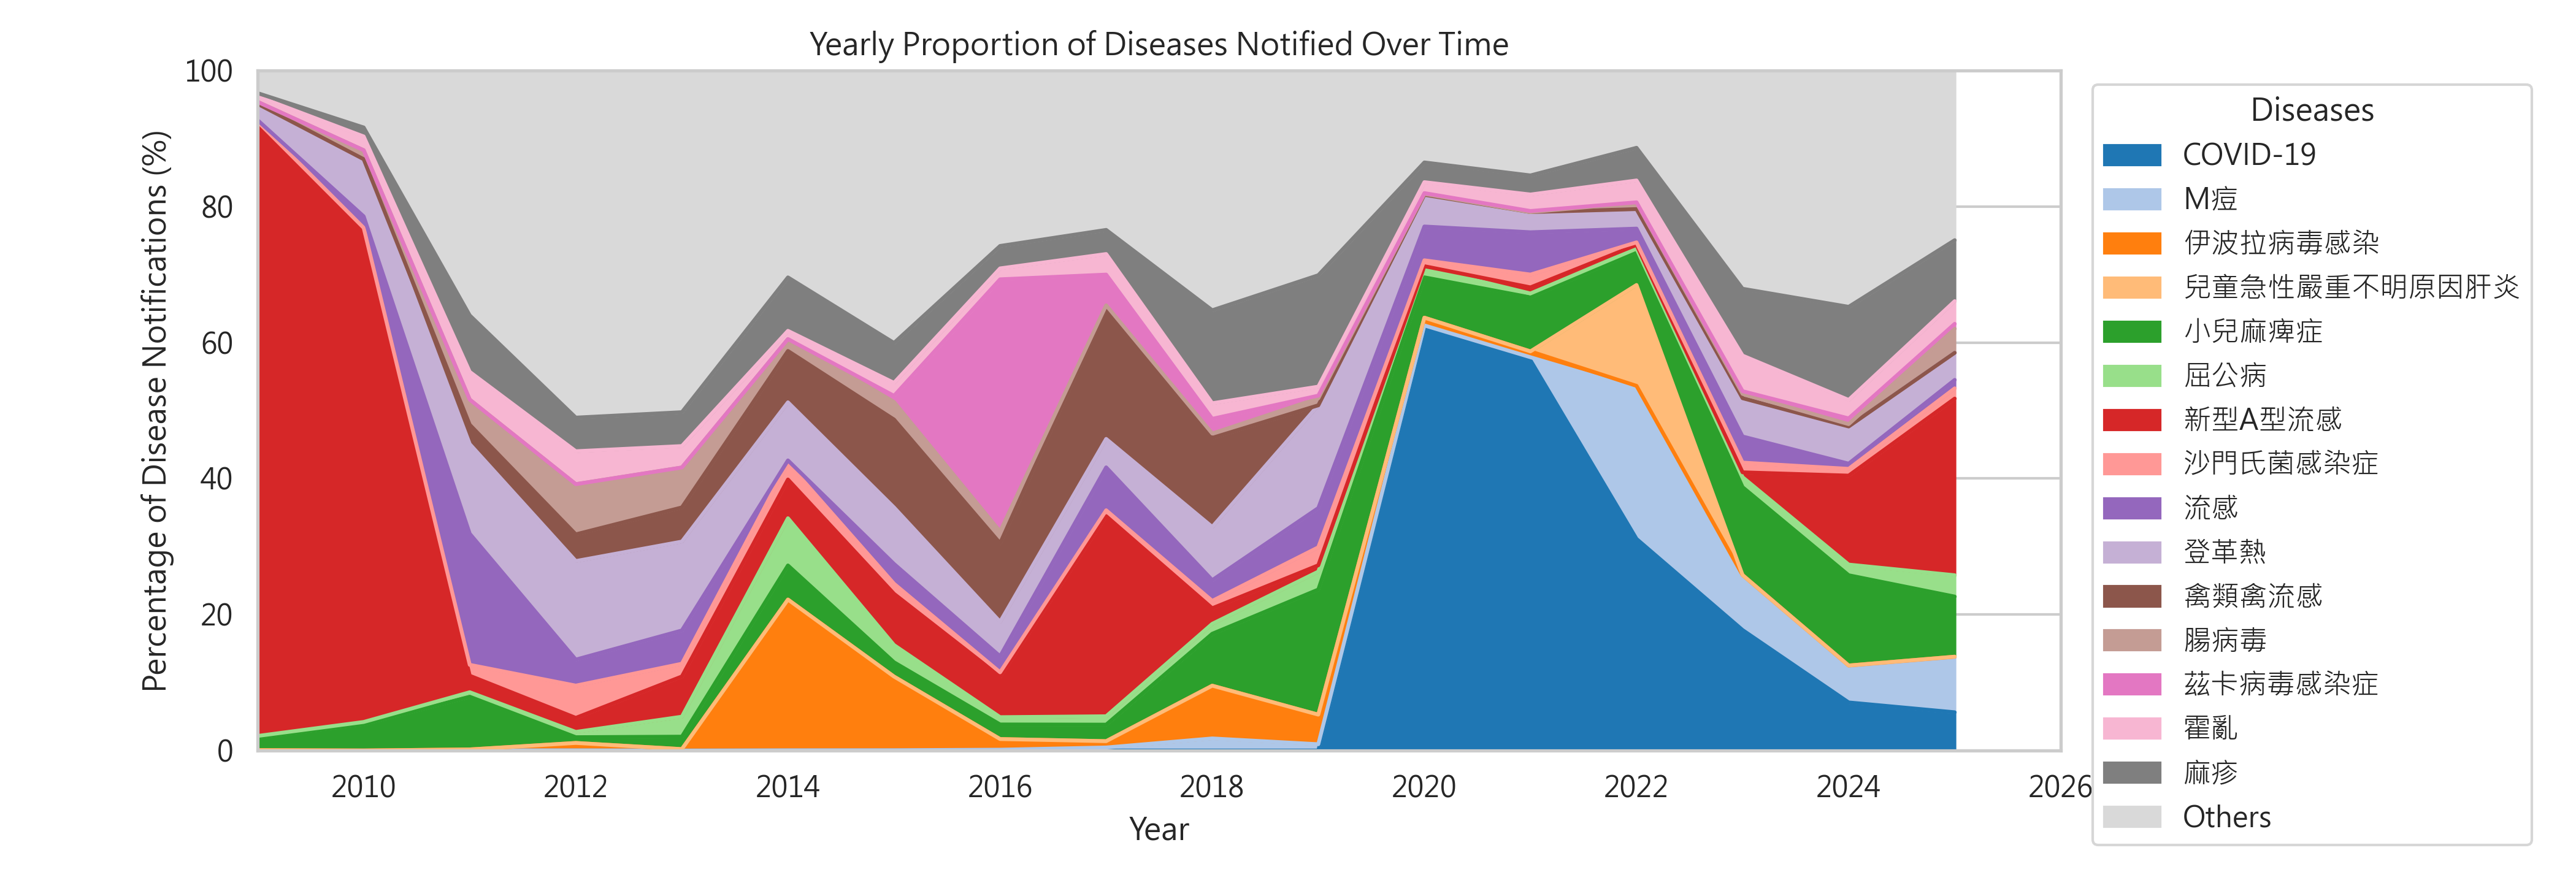 Yearly Proportion of Diseases Notified Over Time
Percentage of Disease Notifications (%)
100
80
60
40
20
0
2010
2012
2014
2016
2018
2020
2022
2024
2026
Year
Diseases
COVID-19
M痘
伊波拉病毒感染
兒童急性嚴重不明原因肝炎
小兒麻痺症
屈公病
新型A型流感
沙門氏菌感染症
流感
登革熱
禽類禽流感
腸病毒
茲卡病毒感染症
霍亂
麻疹
Others